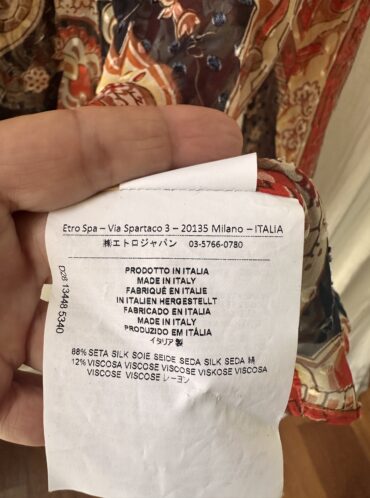 Etro Spa – Via Spartaco 3 – 20135 Milano – ITALIA
㈱エトロジャパン 03-5766-0780
PRODOTTO IN ITALIA
MADE IN ITALY
FABRIQUÉ EN ITALIE
IN ITALIEN HERGESTELLT
FABRICADO EN ITALIA
MADE IN ITALY
PRODUZIDO EM ITÁLIA
イタリア製
88% SETA SILK SOIE SEIDE SEDA SILK SEDA 絹
12% VISCOSA VISCOSE VISCOSE VISKOSE VISCOSA
VISCOSE VISCOSE レーヨン
D26 13448 5340